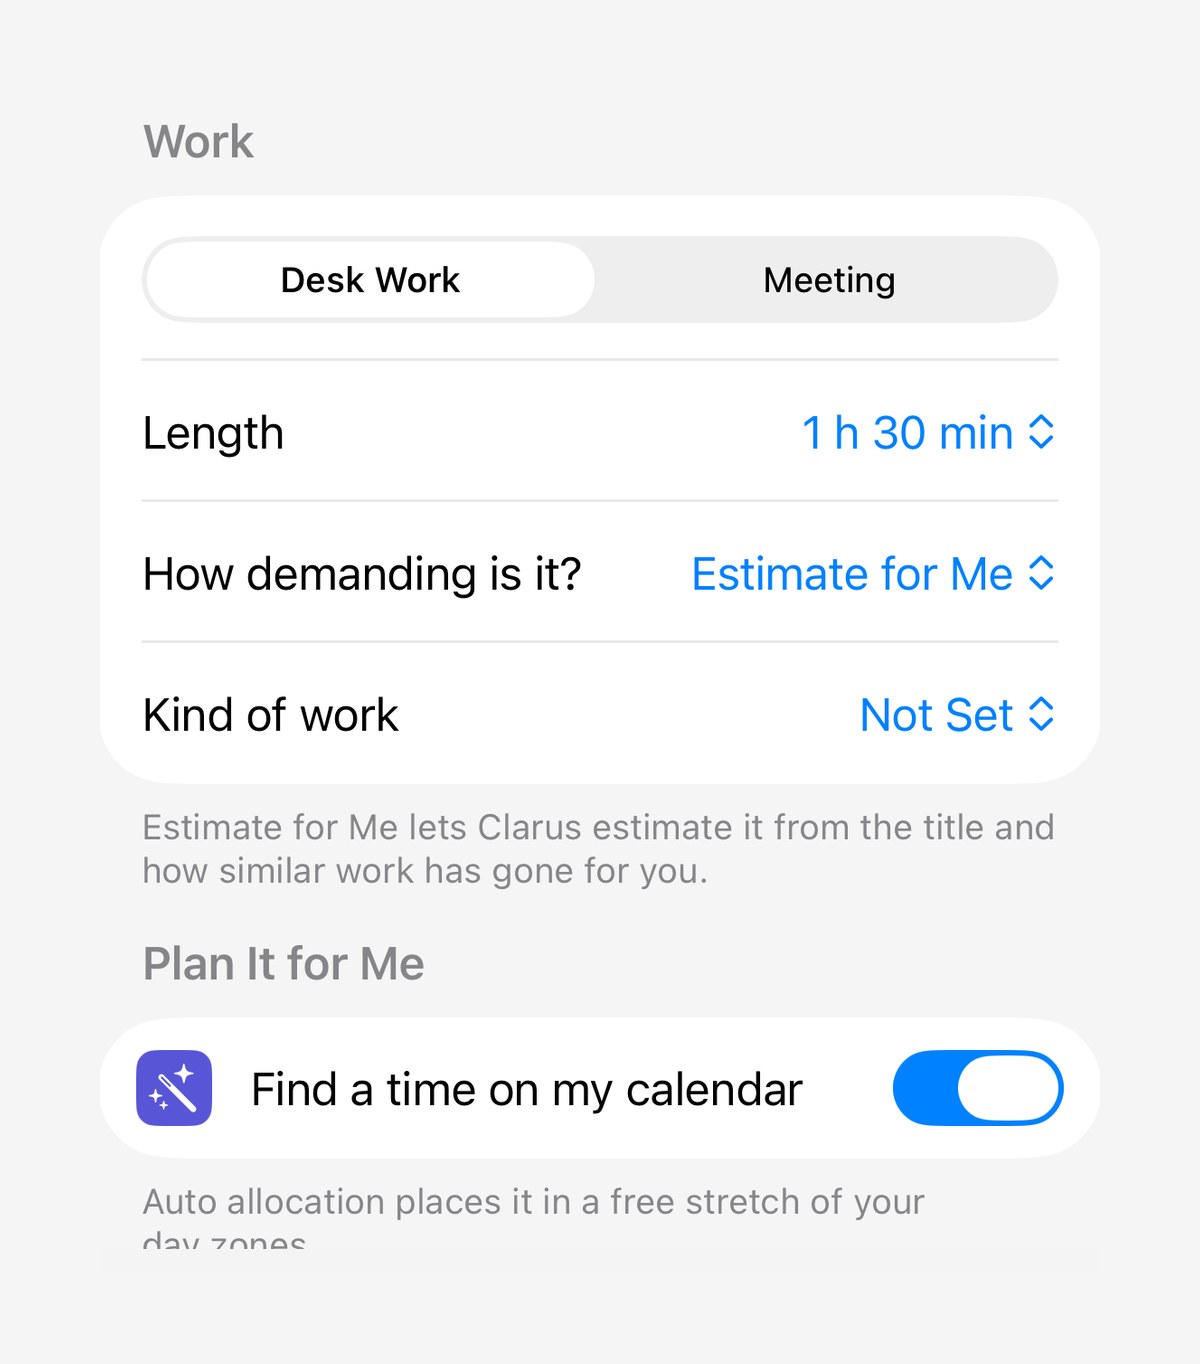 Work
Desk Work
Meeting
Length
1 h 30 min
How demanding is it?
Estimate for Me
Kind of work
Not Set
Estimate for Me lets Clarus estimate it from the title and
how similar work has gone for you.
Plan It for Me
Find a time on my calendar
Auto allocation places it in a free stretch of your
day zones